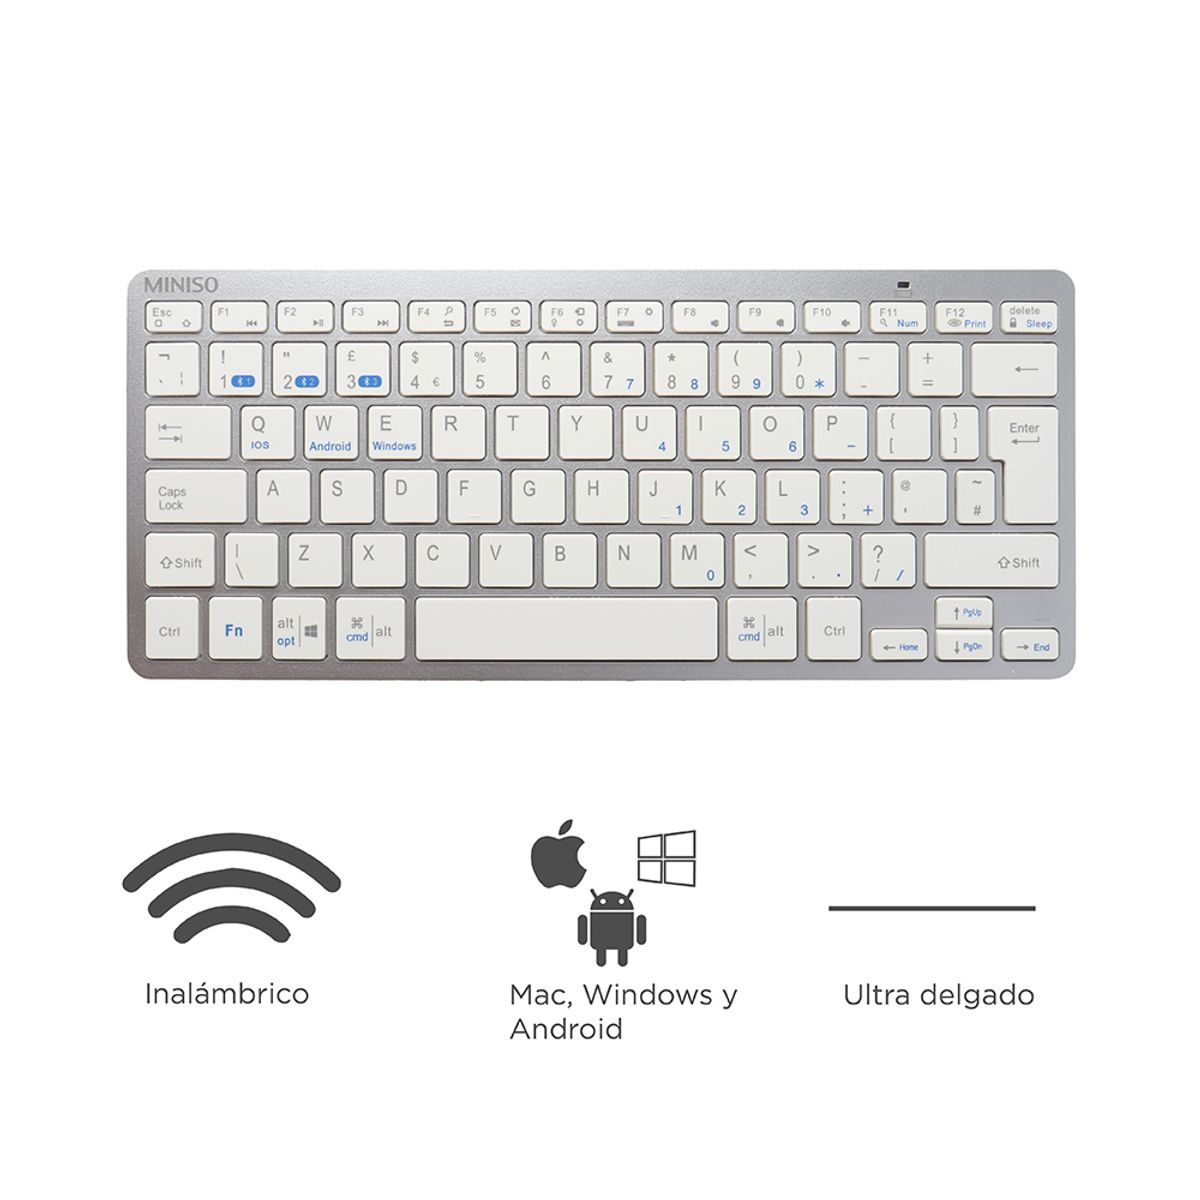 MINISO
Esc F1 F2 F3 F4 F5 F6 F7 F8 F9 F10 F11 Num F12 Print delete Sleep
¬ ! " £ $ % ^ & * ( ) _ +
` ¦ 1 1 2 2 3 3 4 € 5 6 7 7 8 8 9 9 0 * - =
Q W E R T Y U I O P { } Enter
IOS Android Windows 4 5 6 - [ ]
Caps Lock A S D F G H J K L : @ ~
1 2 3 ; + ' #
Shift | Z X C V B N M < > ? Shift
\ 0 , . . / /
Ctrl Fn alt opt ⌘ cmd alt ⌘ cmd alt Ctrl PgUp
Home PgDn End
Inalámbrico
Mac, Windows y
Android
Ultra delgado